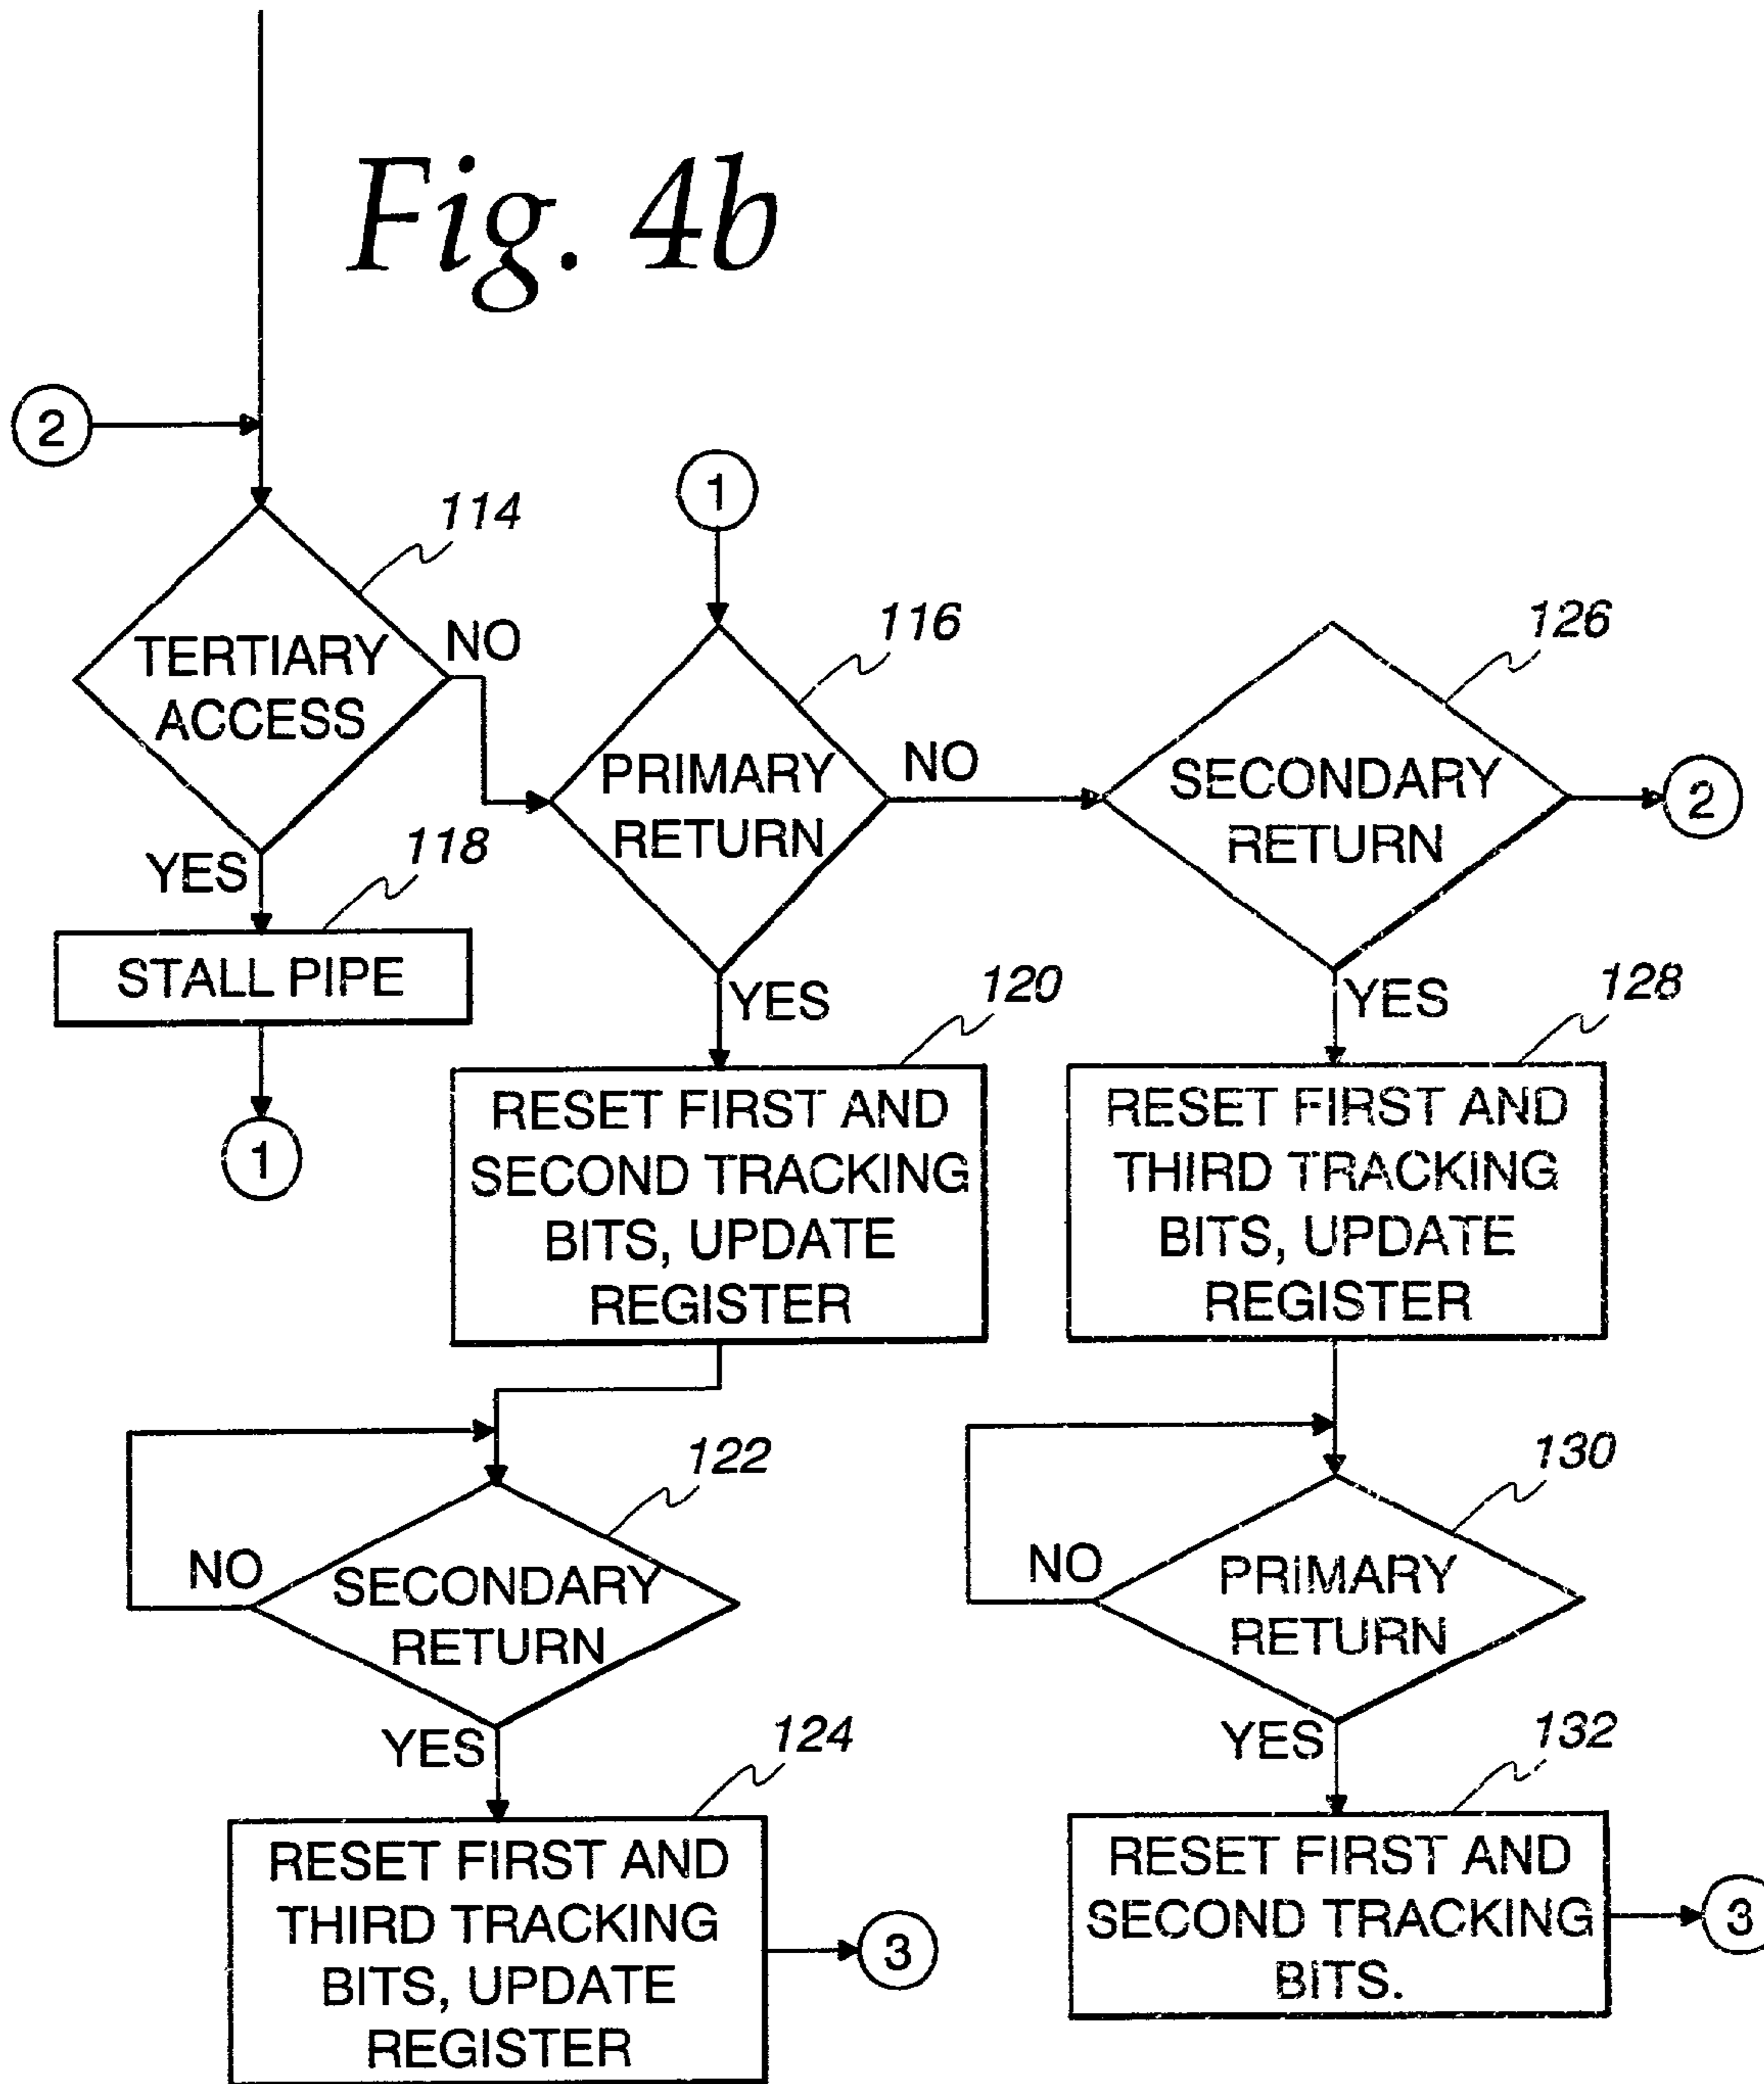 Fig. 4b
2
114
TERTIARY
ACCESS
NO
YES
118
STALL PIPE
1
1
116
PRIMARY
RETURN
NO
YES
126
SECONDARY
RETURN
2
YES
120
RESET FIRST AND
SECOND TRACKING
BITS, UPDATE
REGISTER
128
RESET FIRST AND
THIRD TRACKING
BITS, UPDATE
REGISTER
122
NO
SECONDARY
RETURN
YES
130
NO
PRIMARY
RETURN
YES
124
RESET FIRST AND
THIRD TRACKING
BITS, UPDATE
REGISTER
3
132
RESET FIRST AND
SECOND TRACKING
BITS.
3